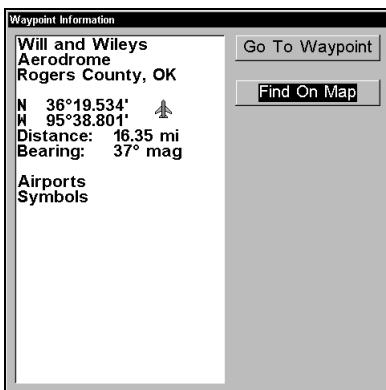 Waypoint Information
Will and Wileys
Aerodrome
Rogers County, OK
N 36°19.534'
W 95°38.801'
Distance: 16.35 mi
Bearing: 37° mag
Airports
Symbols
Go To Waypoint
Find On Map